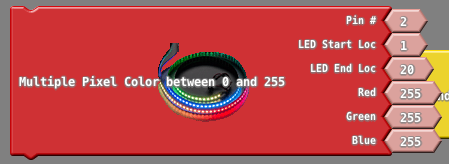 Pin # 2
LED Start Loc 1
LED End Loc 20
Multiple Pixel Color between 0 and 255
Red 255
Green 255
Blue 255